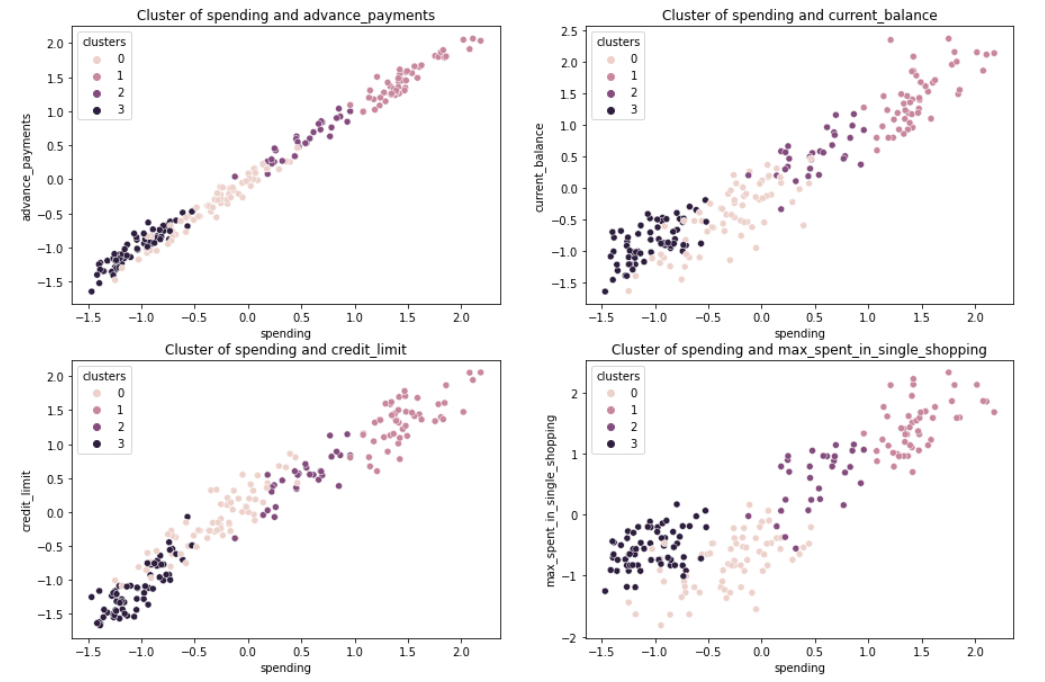 Cluster of spending and advance_payments
clusters
0
1
2
3
2.0
1.5
1.0
0.5
0.0
−0.5
−1.0
−1.5
advance_payments
−1.5 −1.0 −0.5 0.0 0.5 1.0 1.5 2.0
spending
Cluster of spending and current_balance
clusters
0
1
2
3
2.5
2.0
1.5
1.0
0.5
0.0
−0.5
−1.0
−1.5
current_balance
−1.5 −1.0 −0.5 0.0 0.5 1.0 1.5 2.0
spending
Cluster of spending and credit_limit
clusters
0
1
2
3
2.0
1.5
1.0
0.5
0.0
−0.5
−1.0
−1.5
credit_limit
−1.5 −1.0 −0.5 0.0 0.5 1.0 1.5 2.0
spending
Cluster of spending and max_spent_in_single_shopping
clusters
0
1
2
3
2
1
0
−1
−2
max_spent_in_single_shopping
−1.5 −1.0 −0.5 0.0 0.5 1.0 1.5 2.0
spending